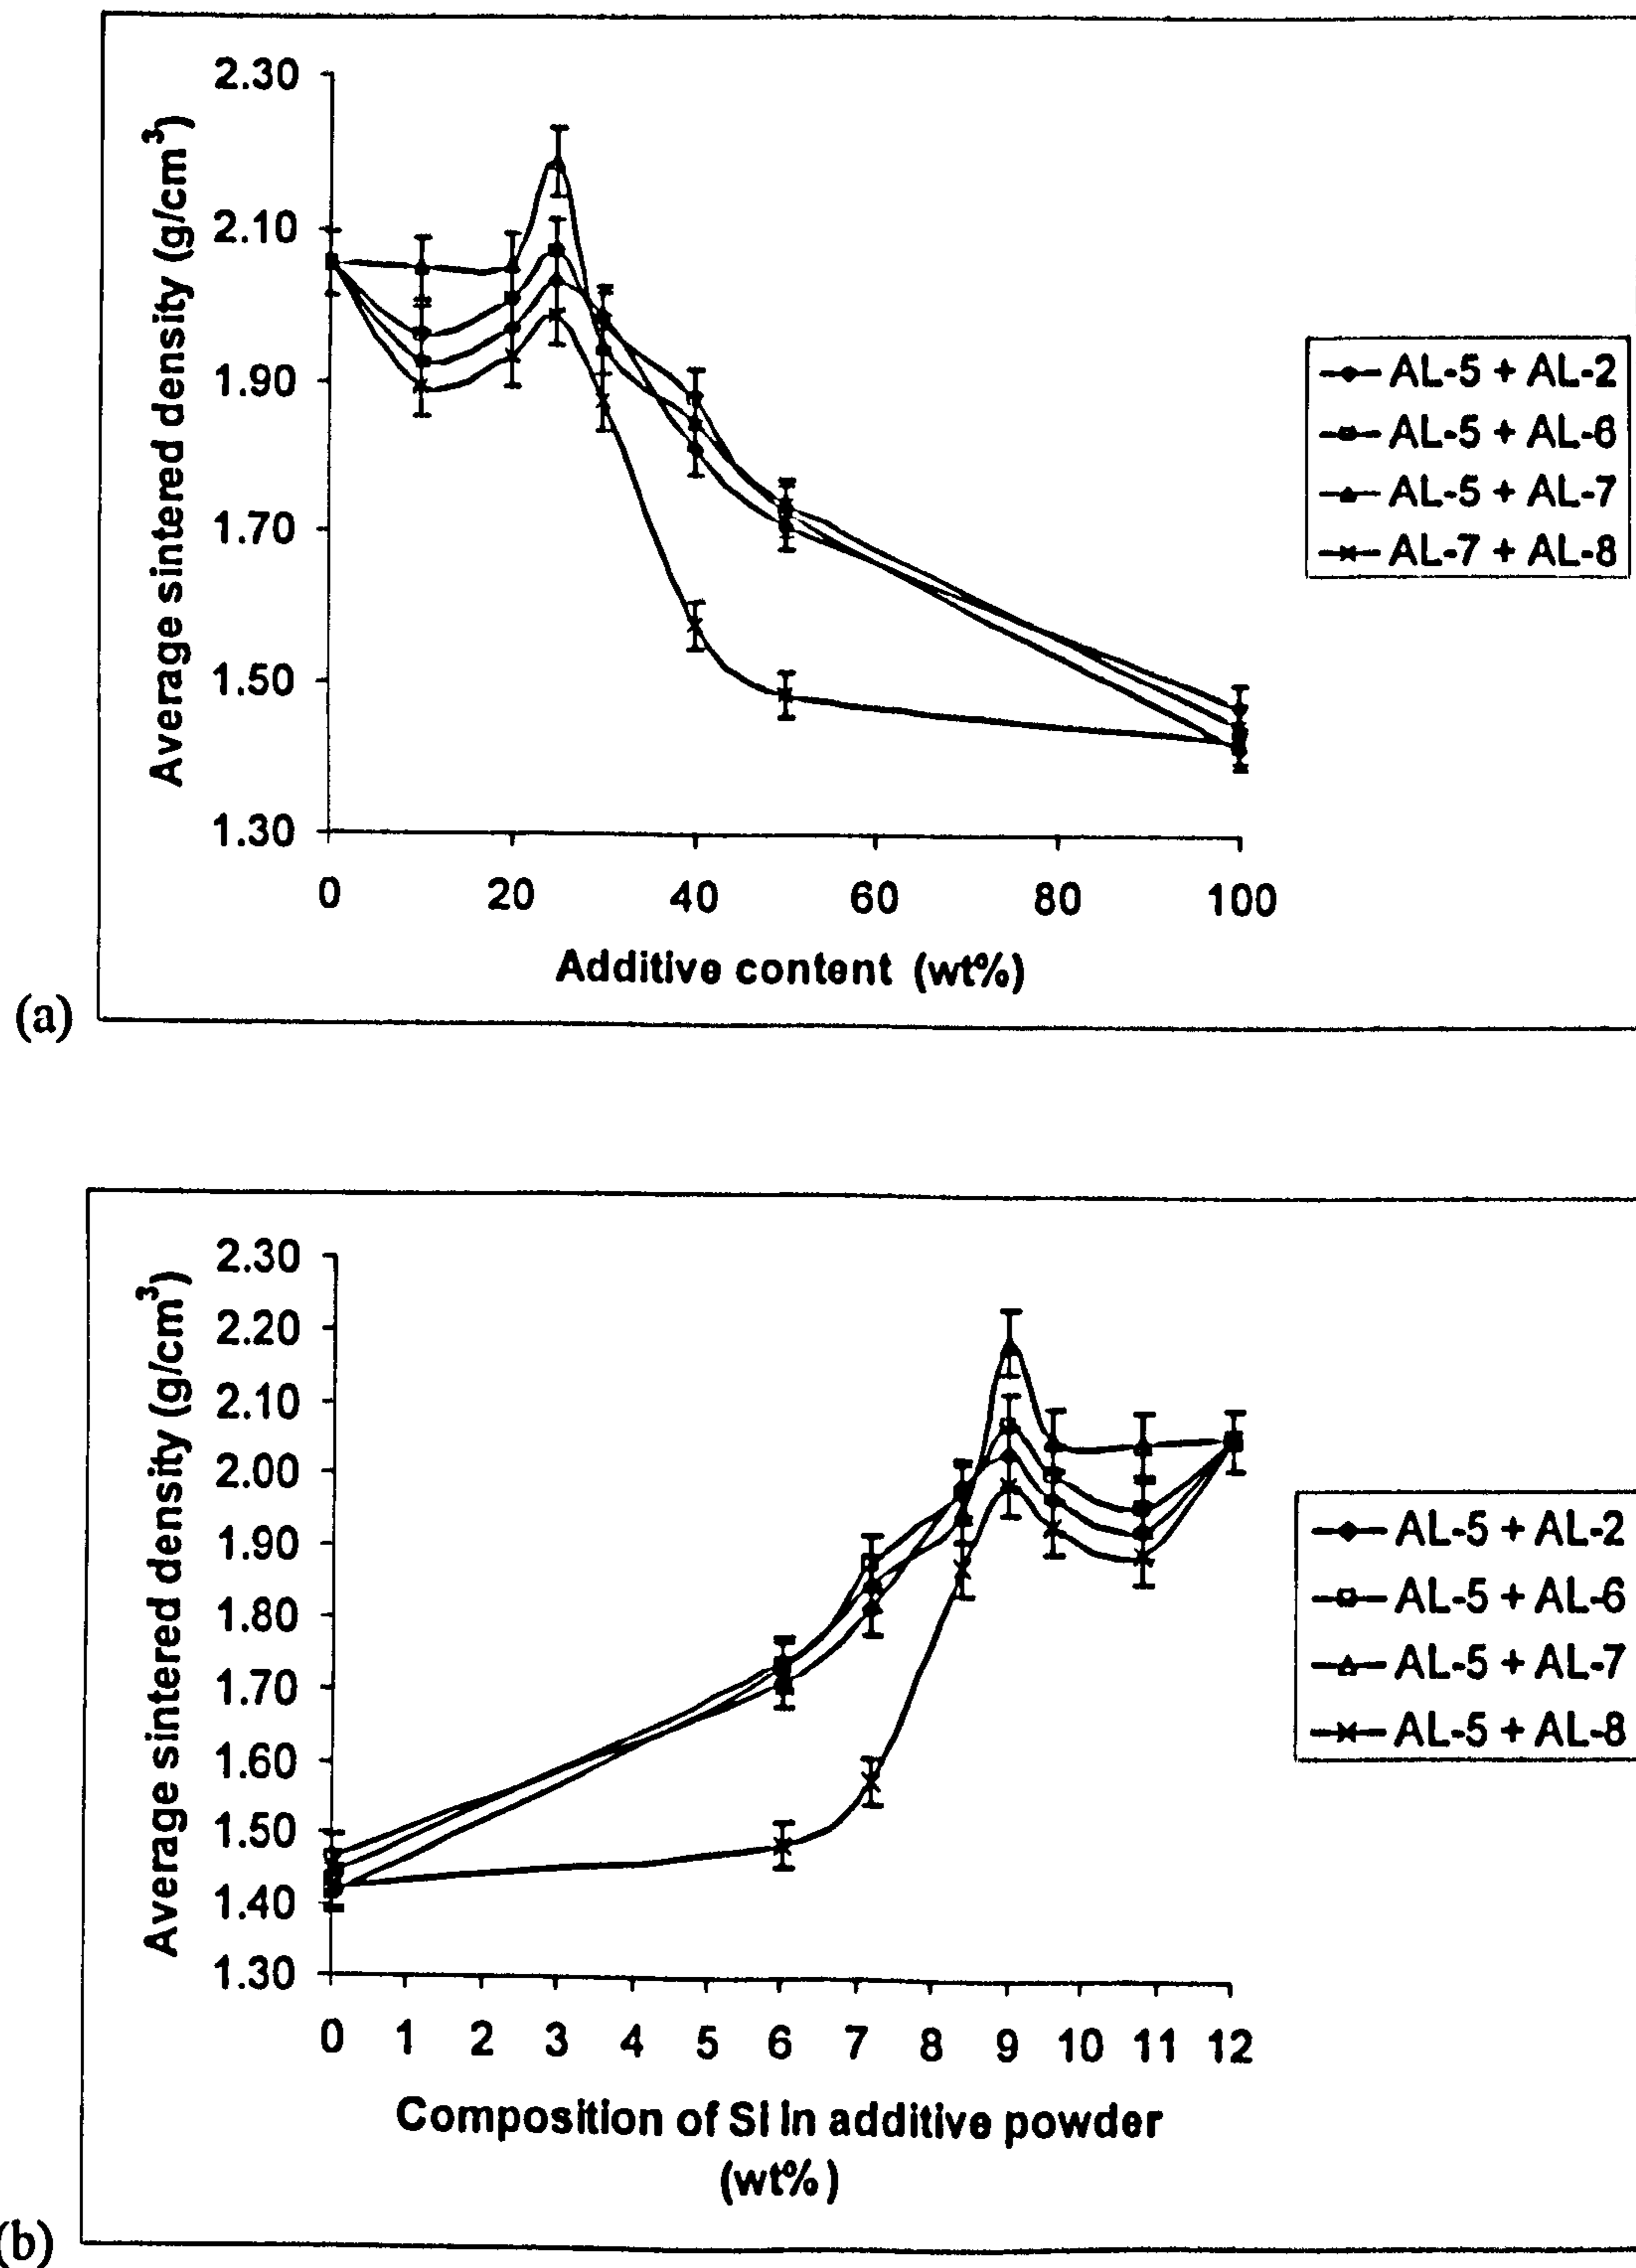 2.30
2.10
1.90
1.70
1.50
1.30
Average sintered density (g/cm³)
0 20 40 60 80 100
Additive content (wt%)
AL-5 + AL-2
AL-5 + AL-6
AL-5 + AL-7
AL-7 + AL-8
(a)
2.30
2.20
2.10
2.00
1.90
1.80
1.70
1.60
1.50
1.40
1.30
Average sintered density (g/cm³)
0 1 2 3 4 5 6 7 8 9 10 11 12
Composition of Si in additive powder
(wt%)
AL-5 + AL-2
AL-5 + AL-6
AL-5 + AL-7
AL-5 + AL-8
(b)